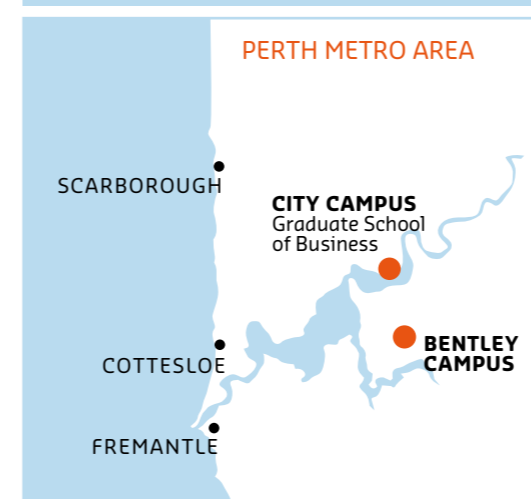 PERTH METRO AREA
SCARBOROUGH
CITY CAMPUS
Graduate School
of Business
BENTLEY
CAMPUS
COTTESLOE
FREMANTLE